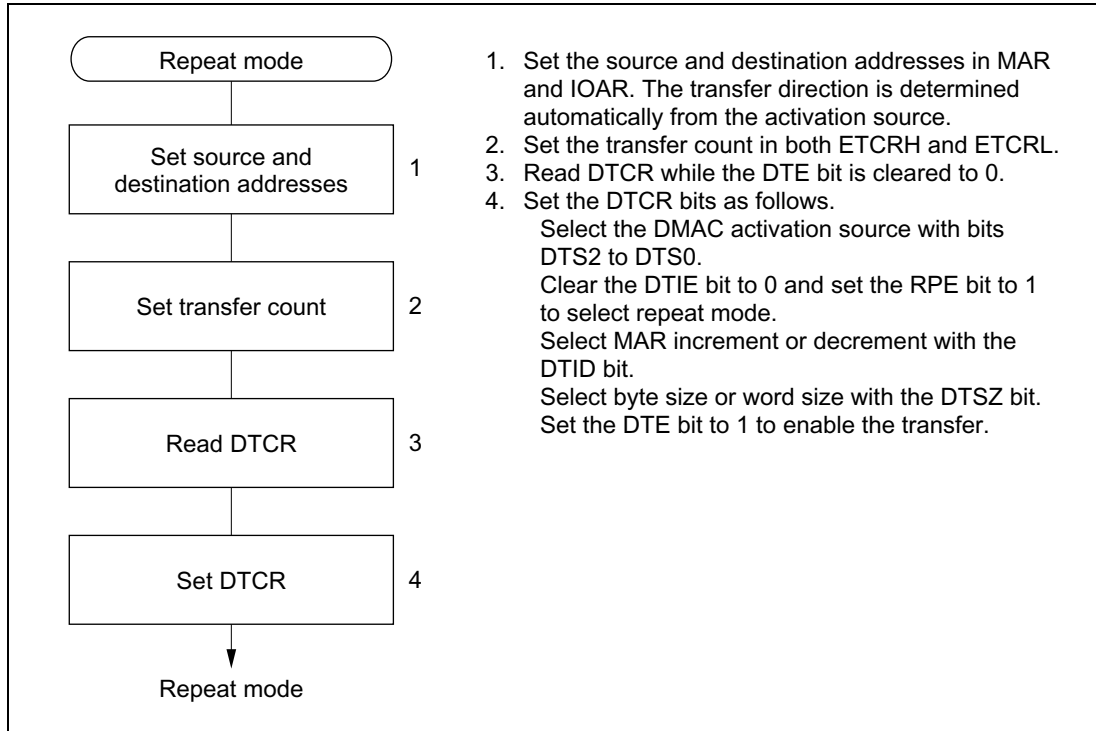 Repeat mode
Set source and
destination addresses
1
Set transfer count
2
Read DTCR
3
Set DTCR
4
Repeat mode
1. Set the source and destination addresses in MAR
and IOAR. The transfer direction is determined
automatically from the activation source.
2. Set the transfer count in both ETCRH and ETCRL.
3. Read DTCR while the DTE bit is cleared to 0.
4. Set the DTCR bits as follows.
Select the DMAC activation source with bits
DTS2 to DTS0.
Clear the DTIE bit to 0 and set the RPE bit to 1
to select repeat mode.
Select MAR increment or decrement with the
DTID bit.
Select byte size or word size with the DTSZ bit.
Set the DTE bit to 1 to enable the transfer.